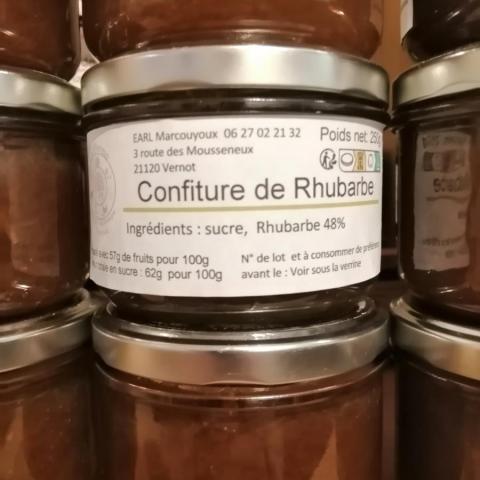 EARL Marcouyoux 06 27 02 21 32
Poids net: 250
3 route des Mousseneux
21120 Vernot
Confiture de Rhubarbe
Ingrédients : sucre, Rhubarbe 48%
avec 57g de fruits pour 100g
en sucre : 62g pour 100g
N° de lot et à consommer de
avant le : Voir sous la verrine